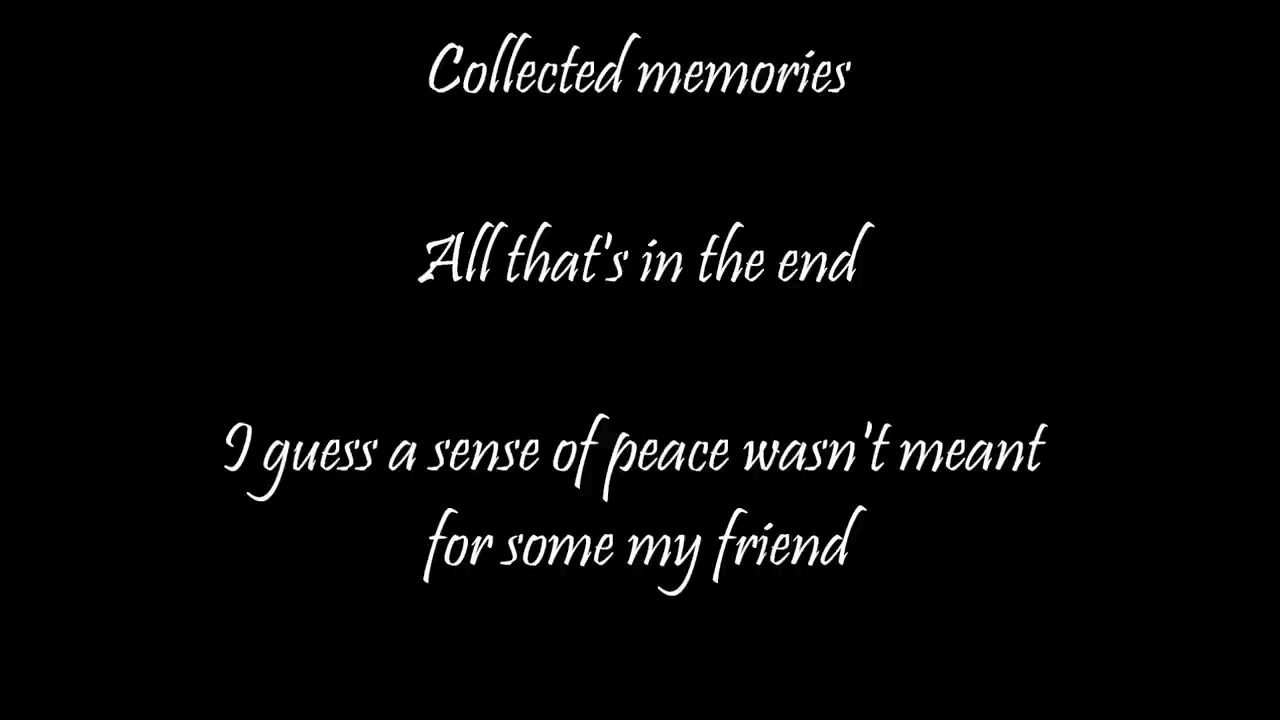 Collected memories
All that's in the end
I guess a sense of peace wasn't meant
for some my friend